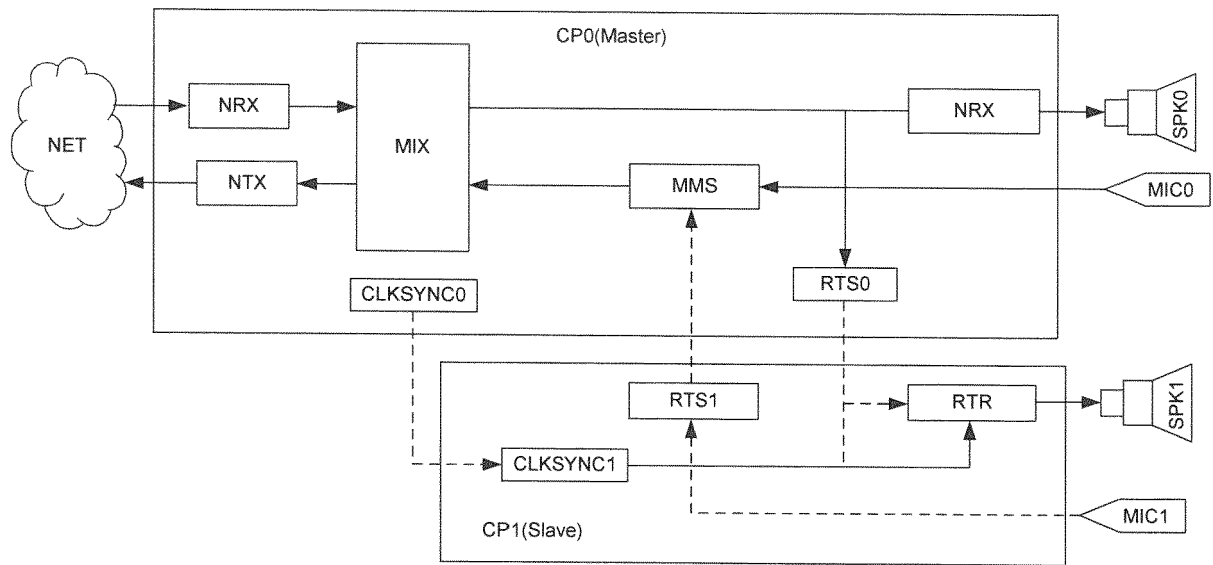 CP0(Master)
NET
NRX
NTX
MIX
NRX
SPK0
MMS
MIC0
CLKSYNC0
RTS0
RTS1
RTR
SPK1
CLKSYNC1
MIC1
CP1(Slave)